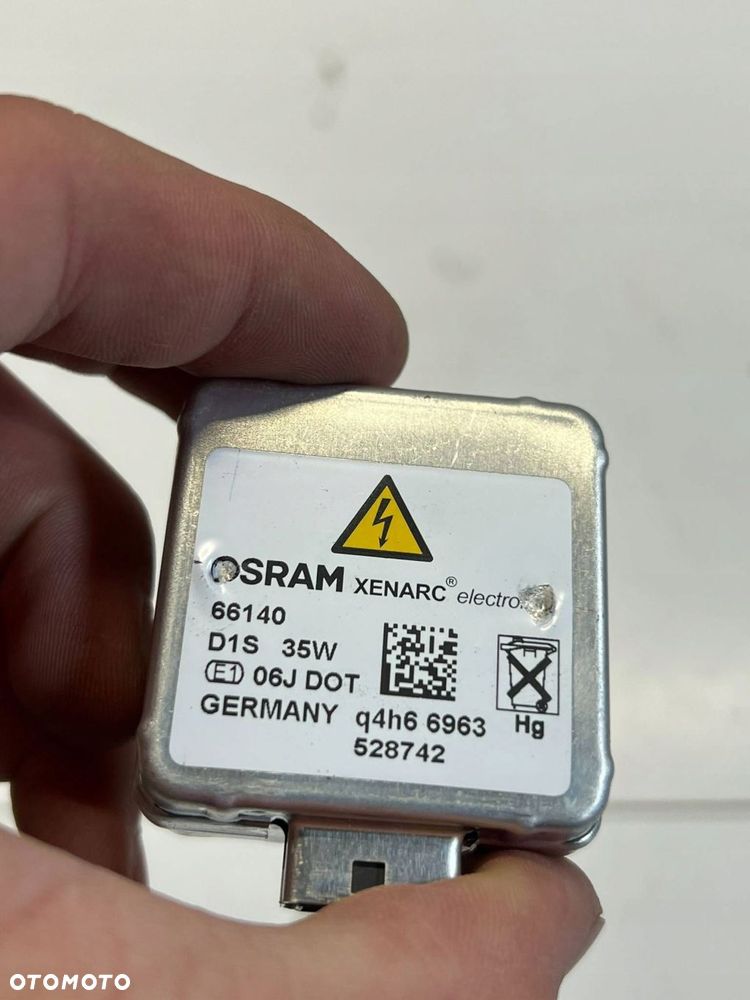 OSRAM XENARC® electro
66140
D1S 35W
E1 06J DOT
GERMANY q4h6 6963
528742
Hg
OTOMOTO